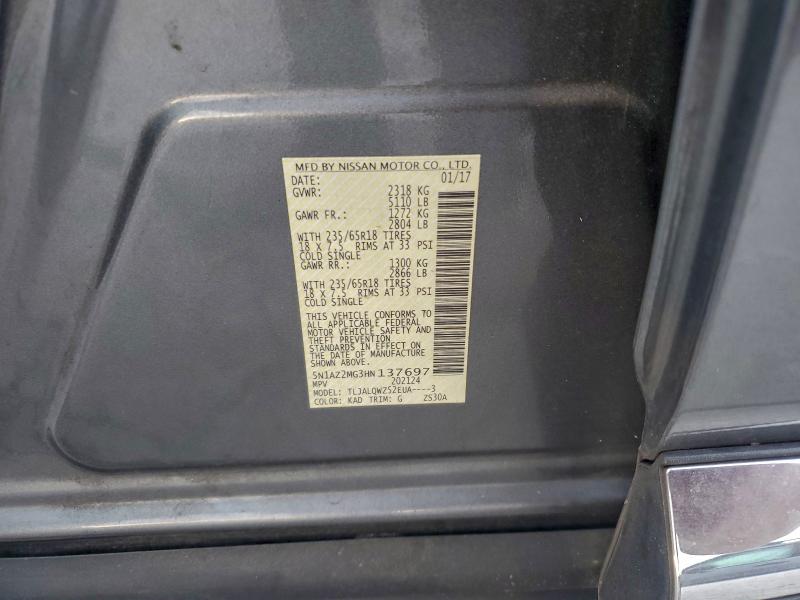 MFD BY NISSAN MOTOR CO., LTD.
DATE: 01/17
GVWR: 2318 KG
5110 LB
GAWR FR.: 1272 KG
2804 LB
WITH 235/65R18 TIRES
18 X 7.5 RIMS AT 33 PSI
COLD SINGLE
GAWR RR.: 1300 KG
2866 LB
WITH 235/65R18 TIRES
18 X 7.5 RIMS AT 33 PSI
COLD SINGLE
THIS VEHICLE CONFORMS TO
ALL APPLICABLE FEDERAL
MOTOR VEHICLE SAFETY AND
THEFT PREVENTION
STANDARDS IN EFFECT ON
THE DATE OF MANUFACTURE
SHOWN ABOVE.
5N1AZ2MG3HN137697
MPV 202124
MODEL: TLJALQWZ52EUA----3
COLOR: KAD TRIM: G ZS30A